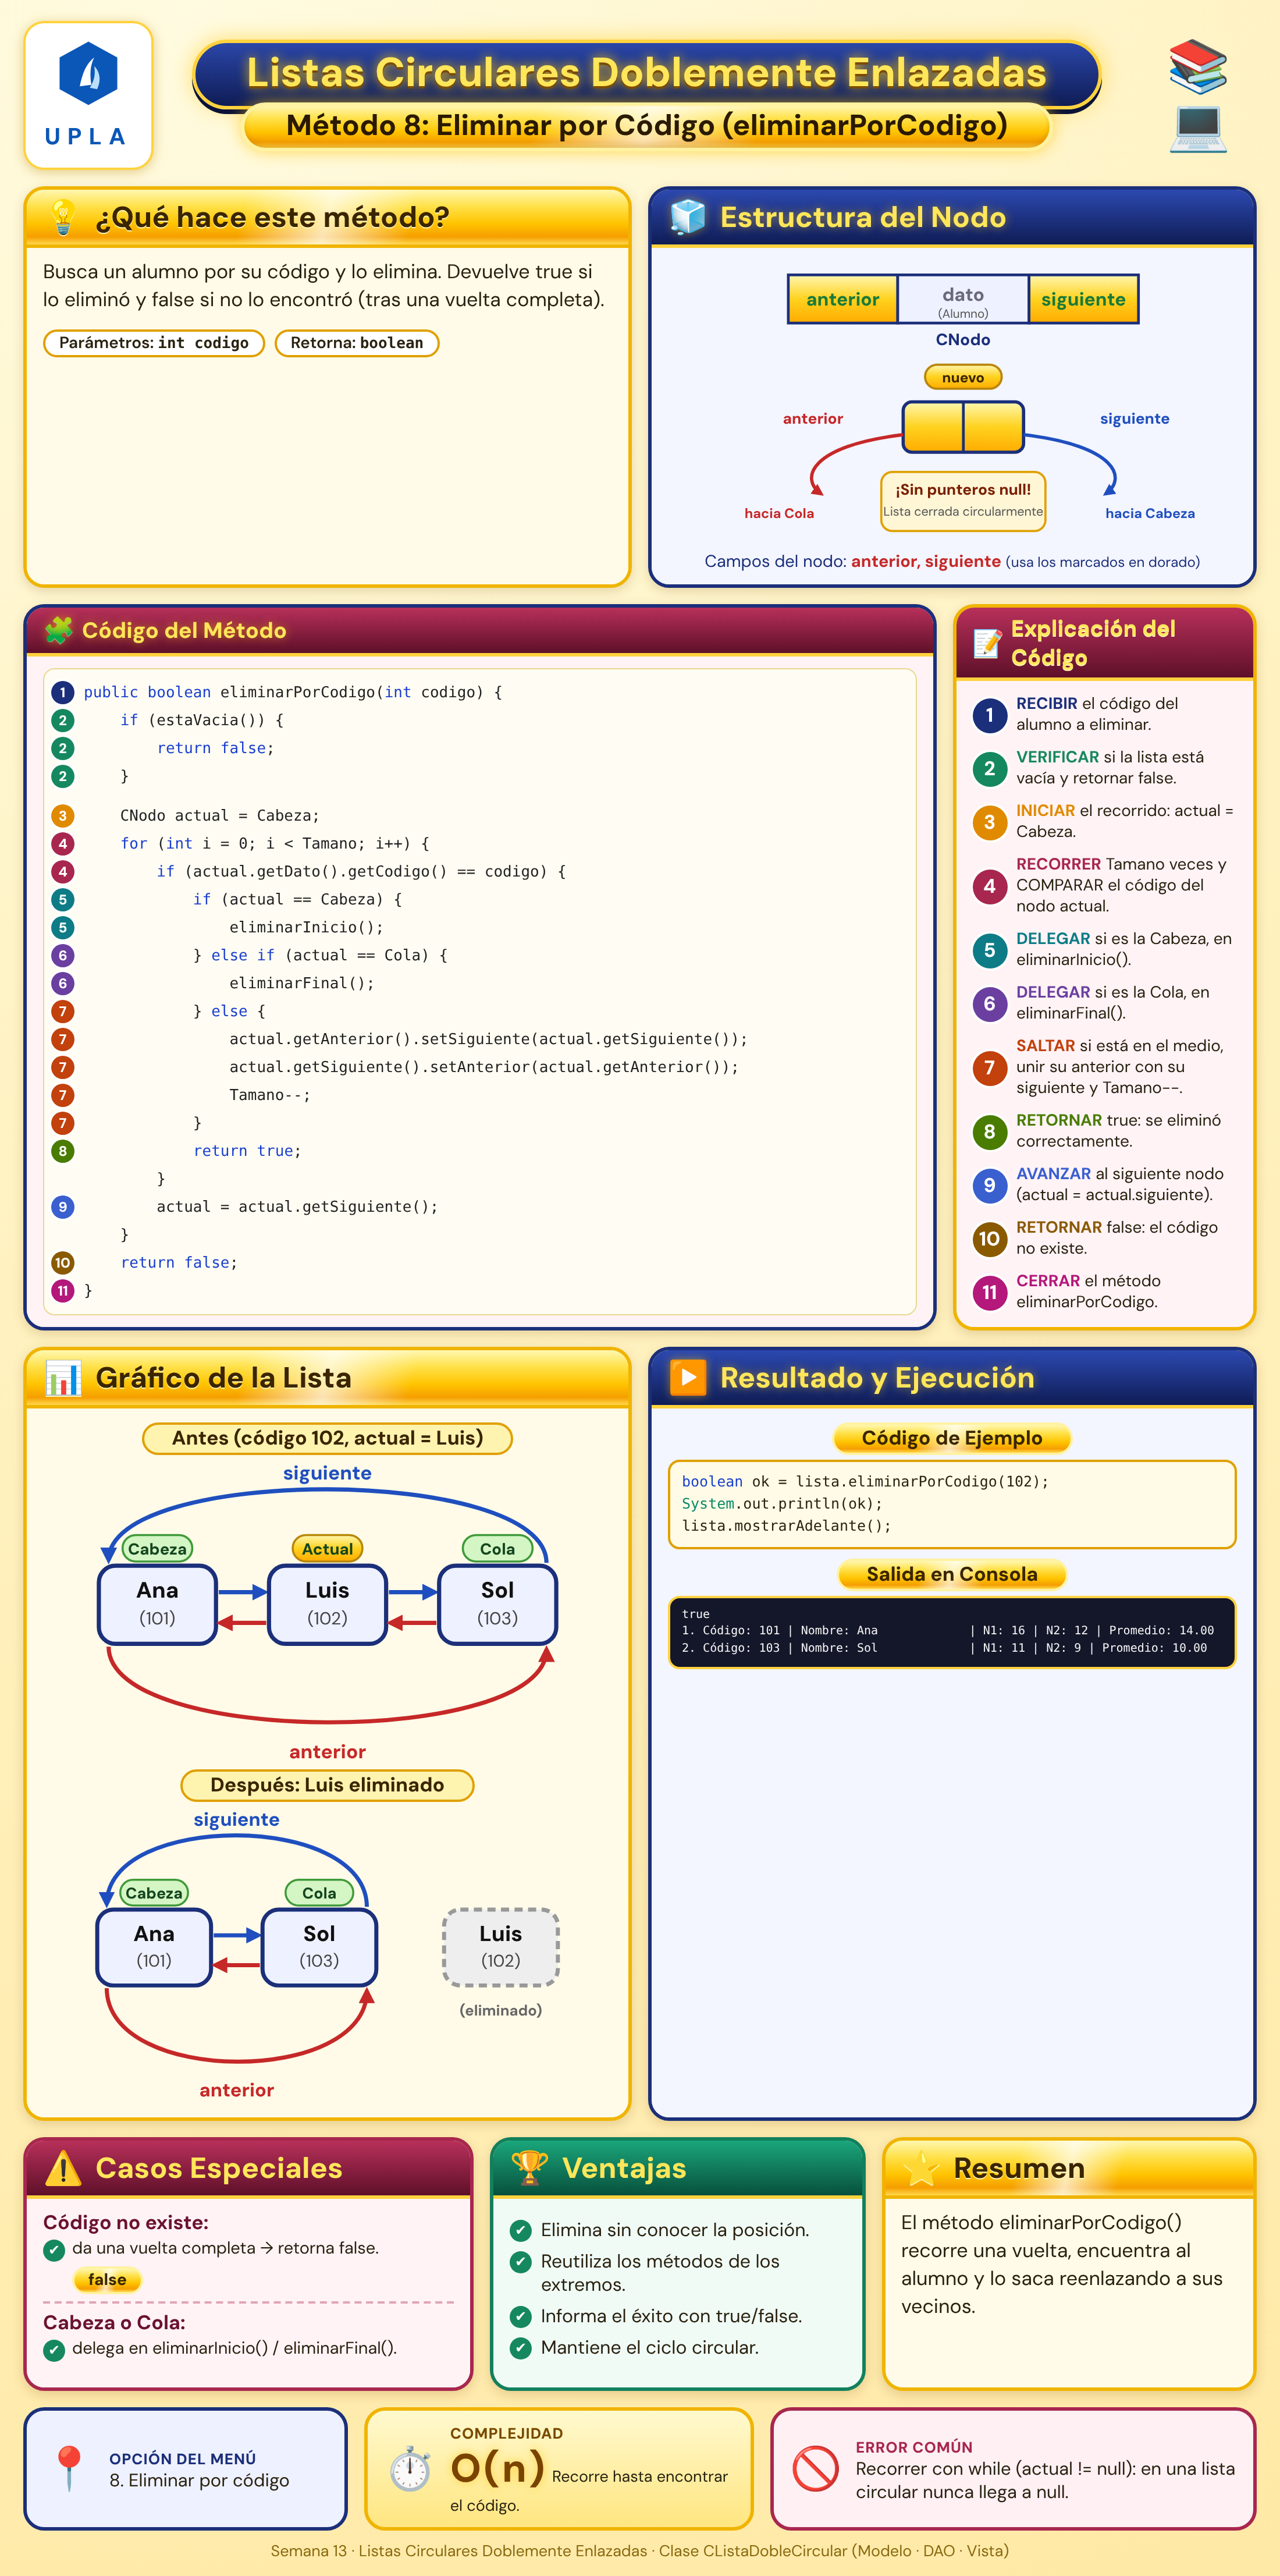 UPLA
Listas Circulares Doblemente Enlazadas
Método 8: Eliminar por Código (eliminarPorCodigo)
¿Qué hace este método?
Busca un alumno por su código y lo elimina. Devuelve true si
lo eliminó y false si no lo encontró (tras una vuelta completa).
Parámetros: int codigo
Retorna: boolean
Estructura del Nodo
anterior
dato
(Alumno)
siguiente
CNodo
nuevo
anterior
siguiente
¡Sin punteros null!
Lista cerrada circularmente
hacia Cola
hacia Cabeza
Campos del nodo: anterior, siguiente (usa los marcados en dorado)
Código del Método
1 public boolean eliminarPorCodigo(int codigo) {
2 if (estaVacia()) {
2 return false;
2 }
3 CNodo actual = Cabeza;
4 for (int i = 0; i < Tamano; i++) {
4 if (actual.getDato().getCodigo() == codigo) {
5 if (actual == Cabeza) {
5 eliminarInicio();
6 } else if (actual == Cola) {
6 eliminarFinal();
7 } else {
7 actual.getAnterior().setSiguiente(actual.getSiguiente());
7 actual.getSiguiente().setAnterior(actual.getAnterior());
7 Tamano--;
7 }
8 return true;
}
9 actual = actual.getSiguiente();
}
10 return false;
11 }
Explicación del
Código
1 RECIBIR el código del
alumno a eliminar.
2 VERIFICAR si la lista está
vacía y retornar false.
3 INICIAR el recorrido: actual =
Cabeza.
4 RECORRER Tamano veces y
COMPARAR el código del
nodo actual.
5 DELEGAR si es la Cabeza, en
eliminarInicio().
6 DELEGAR si es la Cola, en
eliminarFinal().
7 SALTAR si está en el medio,
unir su anterior con su
siguiente y Tamano--.
8 RETORNAR true: se eliminó
correctamente.
9 AVANZAR al siguiente nodo
(actual = actual.siguiente).
10 RETORNAR false: el código
no existe.
11 CERRAR el método
eliminarPorCodigo.
Gráfico de la Lista
Antes (código 102, actual = Luis)
siguiente
Cabeza
Actual
Cola
Ana
(101)
Luis
(102)
Sol
(103)
anterior
Después: Luis eliminado
siguiente
Cabeza
Cola
Ana
(101)
Sol
(103)
Luis
(102)
(eliminado)
anterior
Resultado y Ejecución
Código de Ejemplo
boolean ok = lista.eliminarPorCodigo(102);
System.out.println(ok);
lista.mostrarAdelante();
Salida en Consola
true
1. Código: 101 | Nombre: Ana | N1: 16 | N2: 12 | Promedio: 14.00
2. Código: 103 | Nombre: Sol | N1: 11 | N2: 9 | Promedio: 10.00
Casos Especiales
Código no existe:
da una vuelta completa → retorna false.
false
Cabeza o Cola:
delega en eliminarInicio() / eliminarFinal().
Ventajas
Elimina sin conocer la posición.
Reutiliza los métodos de los
extremos.
Informa el éxito con true/false.
Mantiene el ciclo circular.
Resumen
El método eliminarPorCodigo()
recorre una vuelta, encuentra al
alumno y lo saca reenlazando a sus
vecinos.
OPCIÓN DEL MENÚ
8. Eliminar por código
COMPLEJIDAD
O(n) Recorre hasta encontrar
el código.
ERROR COMÚN
Recorrer con while (actual != null): en una lista
circular nunca llega a null.
Semana 13 · Listas Circulares Doblemente Enlazadas · Clase CListaDobleCircular (Modelo · DAO · Vista)